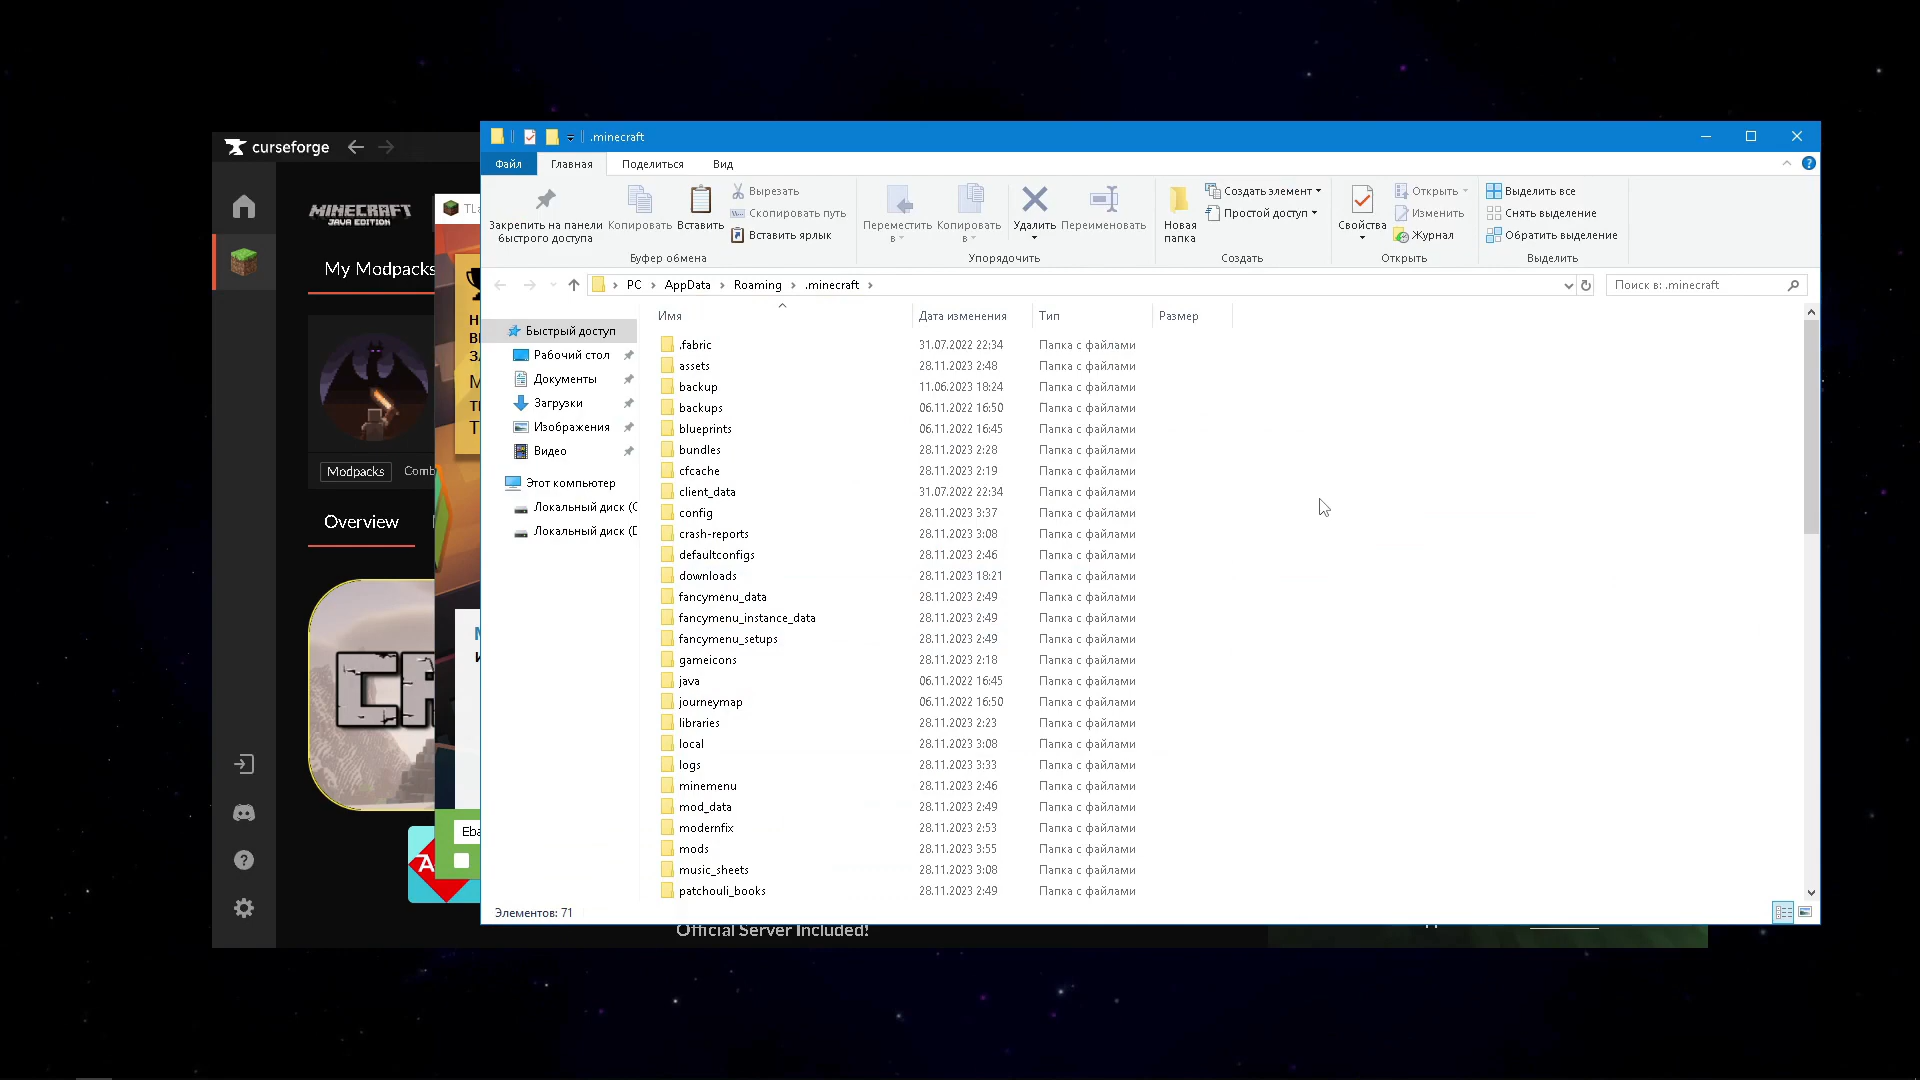 .minecraft
Файл
Главная
Поделиться
Вид
Закрепить на панели
быстрого доступа
Копировать
Вставить
Вырезать
Скопировать путь
Вставить ярлык
Буфер обмена
Переместить
в
Копировать
в
Удалить
Переименовать
Упорядочить
Новая
папка
Создать элемент
Простой доступ
Создать
Свойства
Открыть
Изменить
Журнал
Открыть
Выделить все
Снять выделение
Обратить выделение
Выделить
PC
AppData
Roaming
.minecraft
Поиск в: .minecraft
Быстрый доступ
Рабочий стол
Документы
Загрузки
Изображения
Видео
Этот компьютер
Локальный диск (C
Локальный диск (D
Имя Дата изменения Тип Размер
.fabric 31.07.2022 22:34 Папка с файлами
assets 28.11.2023 2:48 Папка с файлами
backup 11.06.2023 18:24 Папка с файлами
backups 06.11.2022 16:50 Папка с файлами
blueprints 06.11.2022 16:45 Папка с файлами
bundles 28.11.2023 2:28 Папка с файлами
cfcache 28.11.2023 2:19 Папка с файлами
client_data 31.07.2022 22:34 Папка с файлами
config 28.11.2023 3:37 Папка с файлами
crash-reports 28.11.2023 3:08 Папка с файлами
defaultconfigs 28.11.2023 2:46 Папка с файлами
downloads 28.11.2023 18:21 Папка с файлами
fancymenu_data 28.11.2023 2:49 Папка с файлами
fancymenu_instance_data 28.11.2023 2:49 Папка с файлами
fancymenu_setups 28.11.2023 2:49 Папка с файлами
gameicons 28.11.2023 2:18 Папка с файлами
java 06.11.2022 16:45 Папка с файлами
journeymap 06.11.2022 16:50 Папка с файлами
libraries 28.11.2023 2:23 Папка с файлами
local 28.11.2023 3:08 Папка с файлами
logs 28.11.2023 3:33 Папка с файлами
minemenu 28.11.2023 2:46 Папка с файлами
mod_data 28.11.2023 2:49 Папка с файлами
modernfix 28.11.2023 2:53 Папка с файлами
mods 28.11.2023 3:55 Папка с файлами
music_sheets 28.11.2023 3:08 Папка с файлами
patchouli_books 28.11.2023 2:49 Папка с файлами
Элементов: 71
curseforge
MINECRAFT
JAVA EDITION
My Modpacks
Modpacks
Comb
Overview
TLa
Eba
Official Server Included!